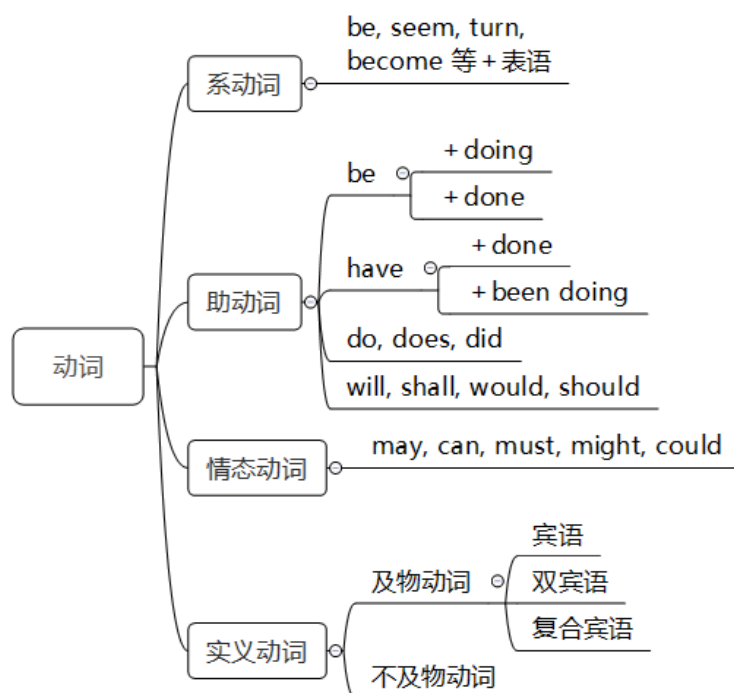 动词
系动词
be, seem, turn,
become 等＋表语
助动词
be
＋doing
＋done
have
＋done
＋been doing
do, does, did
will, shall, would, should
情态动词
may, can, must, might, could
实义动词
及物动词
宾语
双宾语
复合宾语
不及物动词